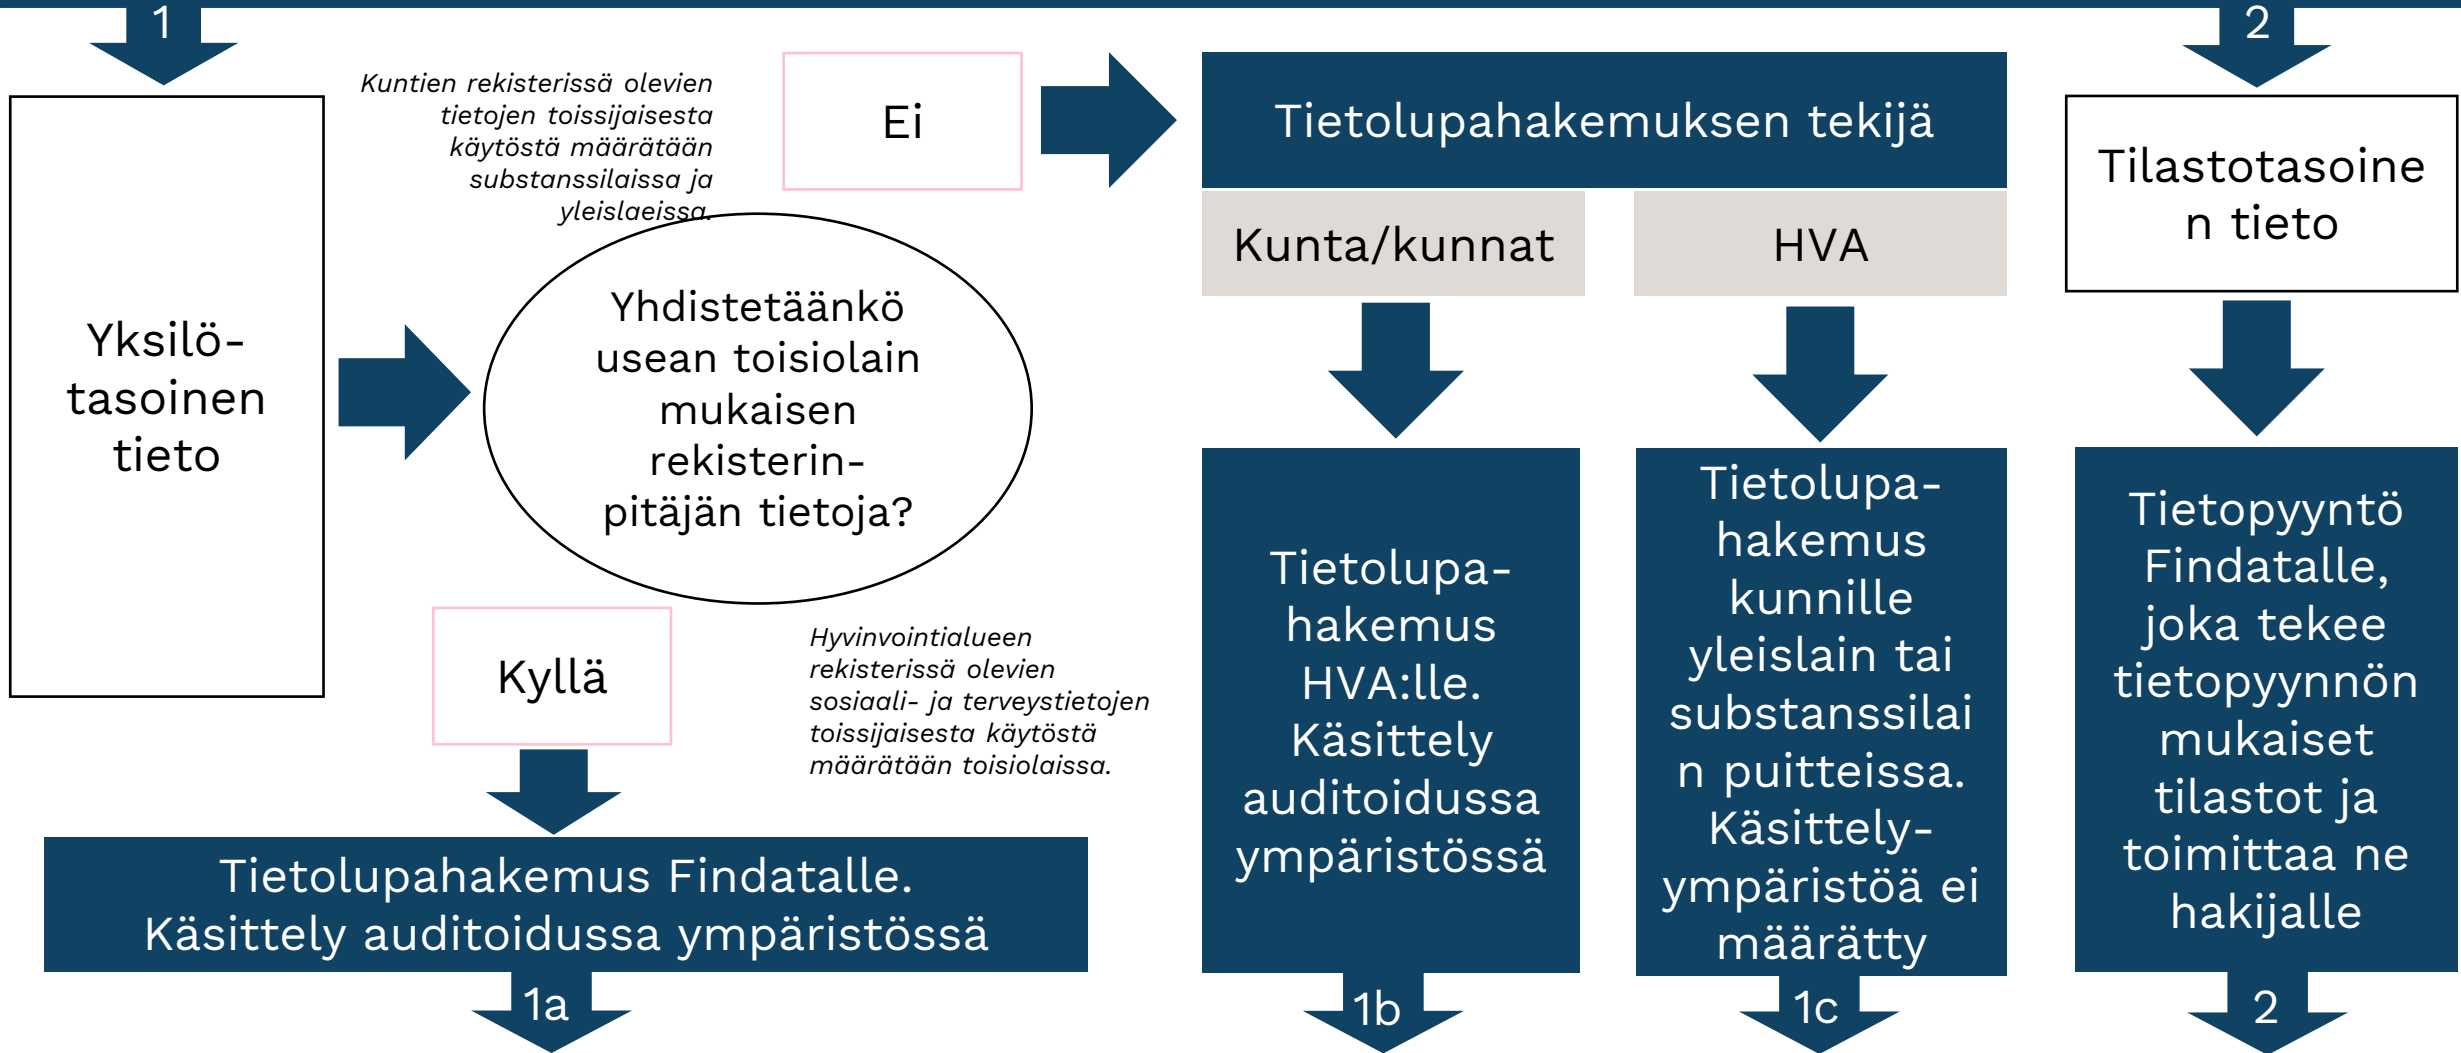 1
2
Yksilö-
tasoinen
tieto
Kuntien rekisterissä olevien
tietojen toissijaisesta
käytöstä määrätään
substanssilaissa ja
yleislaeissa.
Yhdistetäänkö
usean toisiolain
mukaisen
rekisterin-
pitäjän tietoja?
Ei
Kyllä
Hyvinvointialueen
rekisterissä olevien
sosiaali- ja terveystietojen
toissijaisesta käytöstä
määrätään toisiolaissa.
Tietolupahakemus Findatalle.
Käsittely auditoidussa ympäristössä
1a
Tietolupahakemuksen tekijä
Kunta/kunnat
HVA
Tietolupa-
hakemus
HVA:lle.
Käsittely
auditoidussa
ympäristössä
1b
Tietolupa-
hakemus
kunnille
yleislain tai
substanssilai
n puitteissa.
Käsittely-
ympäristöä ei
määrätty
1c
Tilastotasoine
n tieto
Tietopyyntö
Findatalle,
joka tekee
tietopyynnön
mukaiset
tilastot ja
toimittaa ne
hakijalle
2